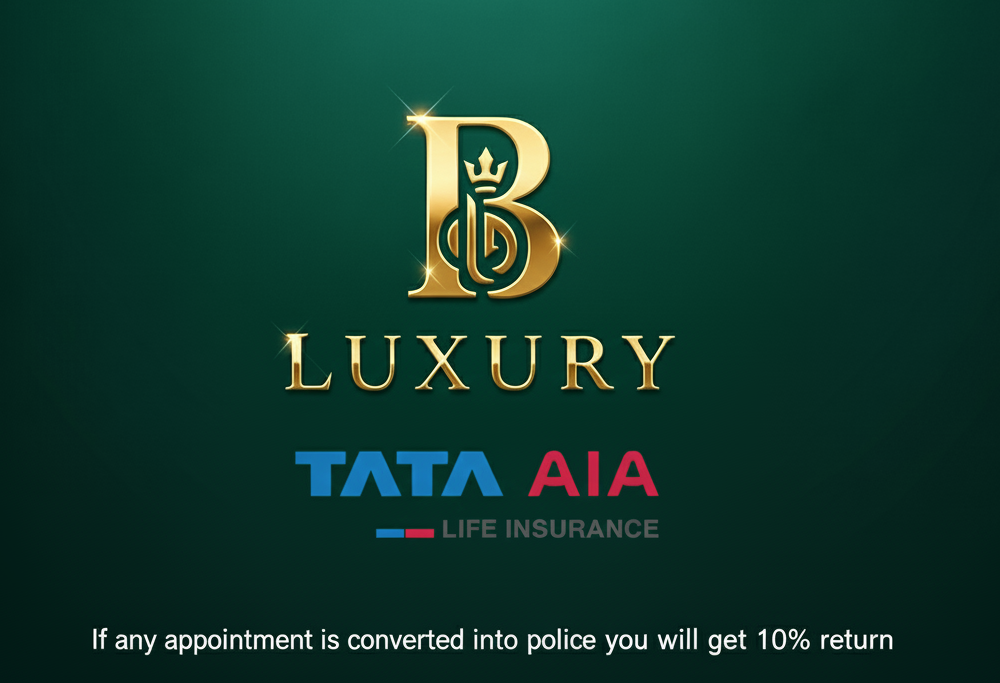 B
LUXURY
TATA AIA
LIFE INSURANCE
If any appointment is converted into police you will get 10% return